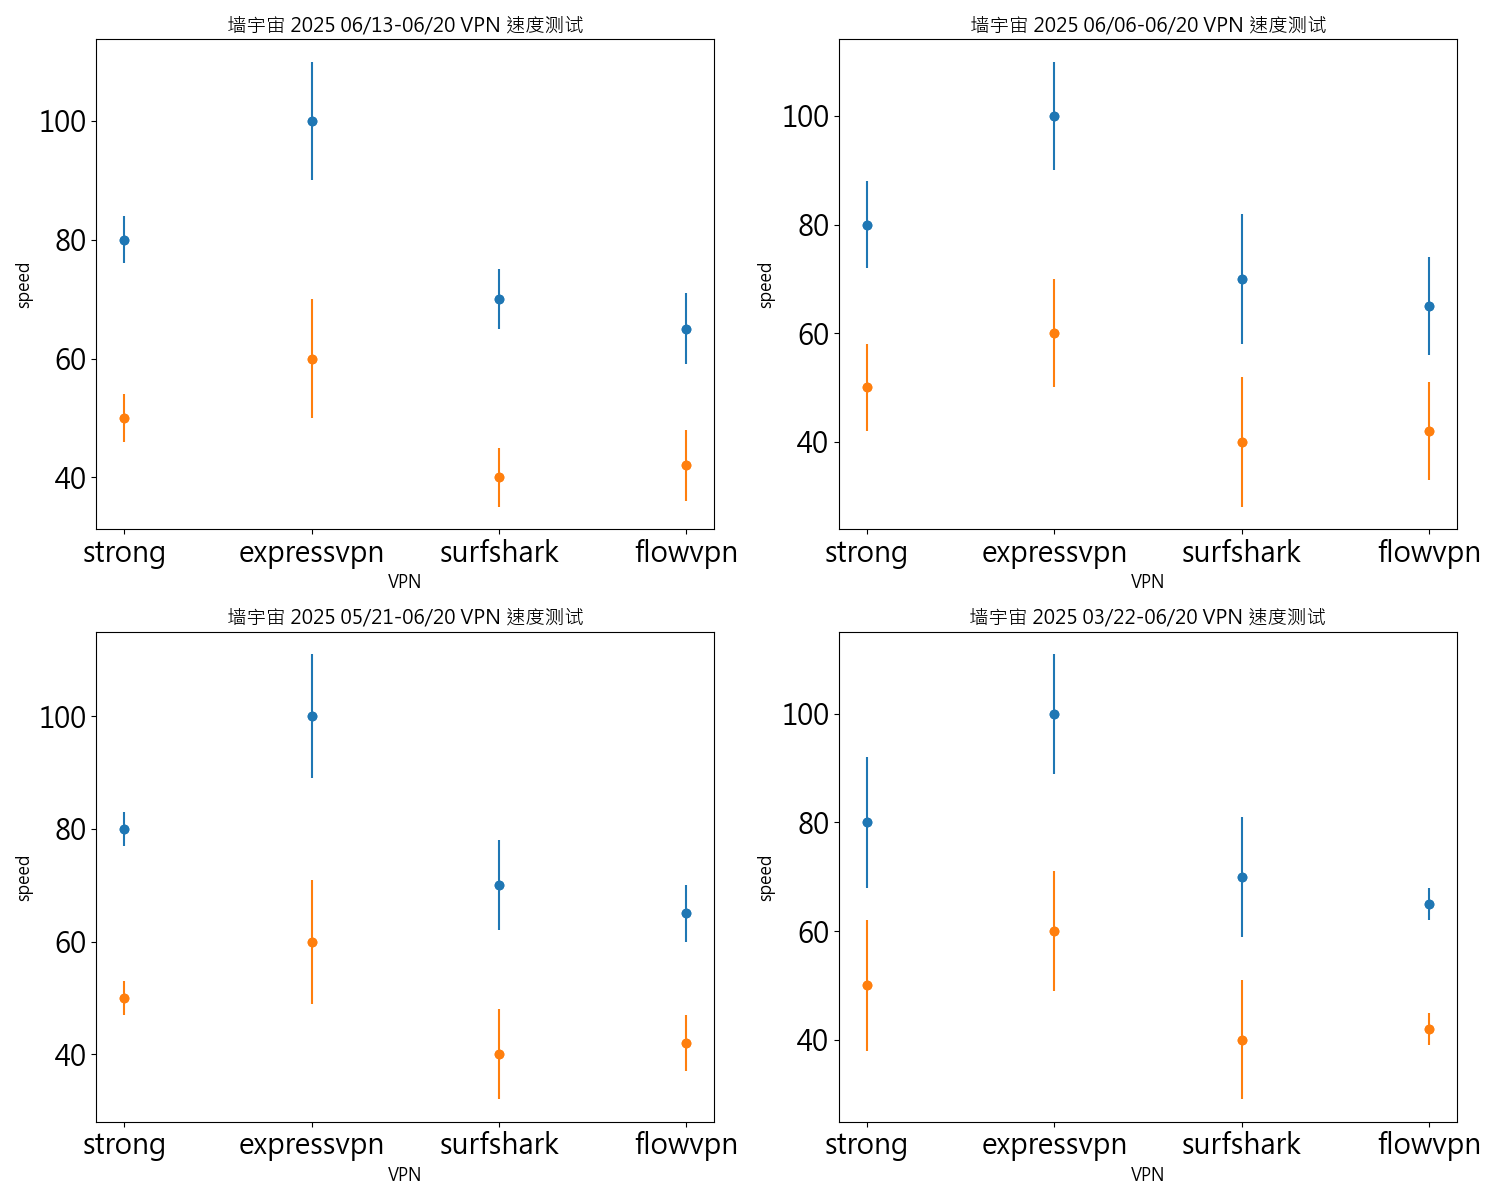 墙宇宙 2025 06/13-06/20 VPN 速度测试
100
80
60
40
speed
strong expressvpn surfshark flowvpn
VPN
墙宇宙 2025 06/06-06/20 VPN 速度测试
100
80
60
40
speed
strong expressvpn surfshark flowvpn
VPN
墙宇宙 2025 05/21-06/20 VPN 速度测试
100
80
60
40
speed
strong expressvpn surfshark flowvpn
VPN
墙宇宙 2025 03/22-06/20 VPN 速度测试
100
80
60
40
speed
strong expressvpn surfshark flowvpn
VPN